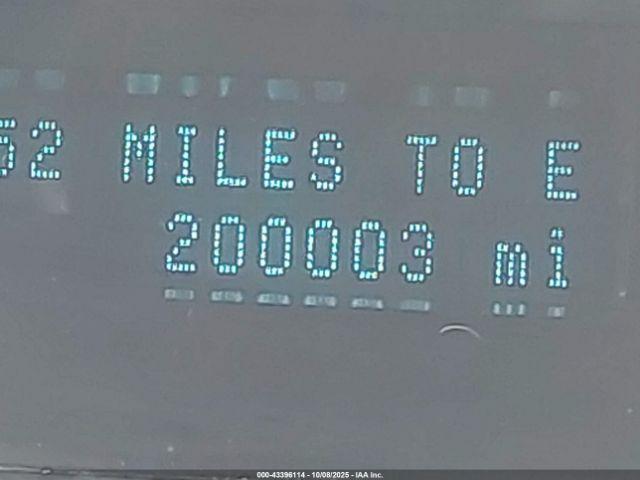 52 MILES TO E
200003 mi
000-43396114 - 10/08/2025 - IAA Inc.